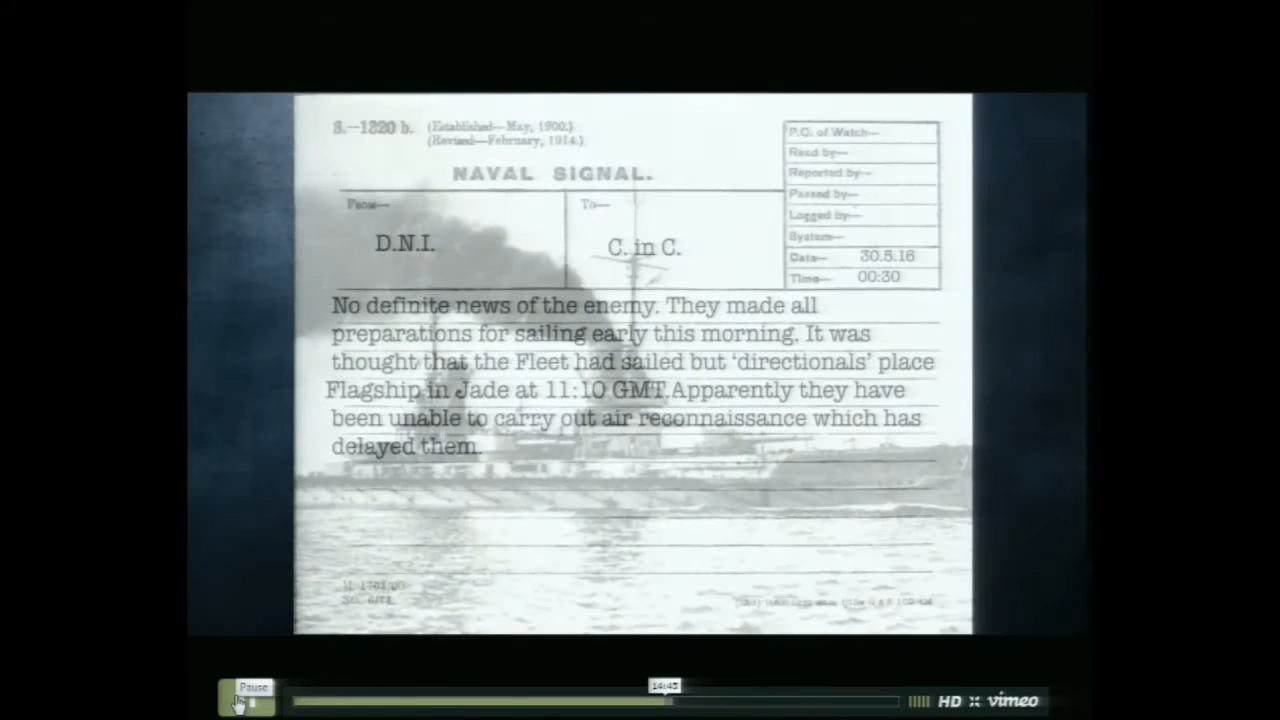 S.—1320 b. (Established—May, 1900.)
(Revised—February, 1914.)
NAVAL SIGNAL.
P.O. of Watch—
Read by—
Reported by—
Passed by—
Logged by—
System—
Date— 30.5.16
Time— 00:30
From— To—
D.N.I. C. in C.
No definite news of the enemy. They made all
preparations for sailing early this morning. It was
thought that the Fleet had sailed but ‘directionals’ place
Flagship in Jade at 11:10 GMT. Apparently they have
been unable to carry out air reconnaissance which has
delayed them.
Pause
14:45
HD vimeo